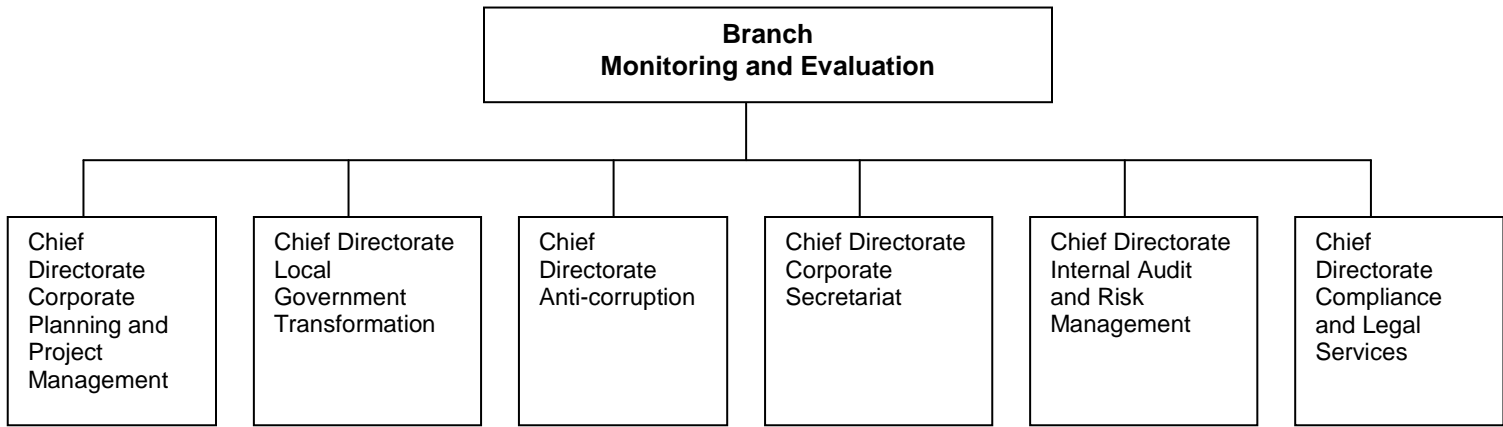 Branch
Monitoring and Evaluation
Chief
Directorate
Corporate
Planning and
Project
Management
Chief Directorate
Local
Government
Transformation
Chief
Directorate
Anti-corruption
Chief Directorate
Corporate
Secretariat
Chief Directorate
Internal Audit
and Risk
Management
Chief
Directorate
Compliance
and Legal
Services